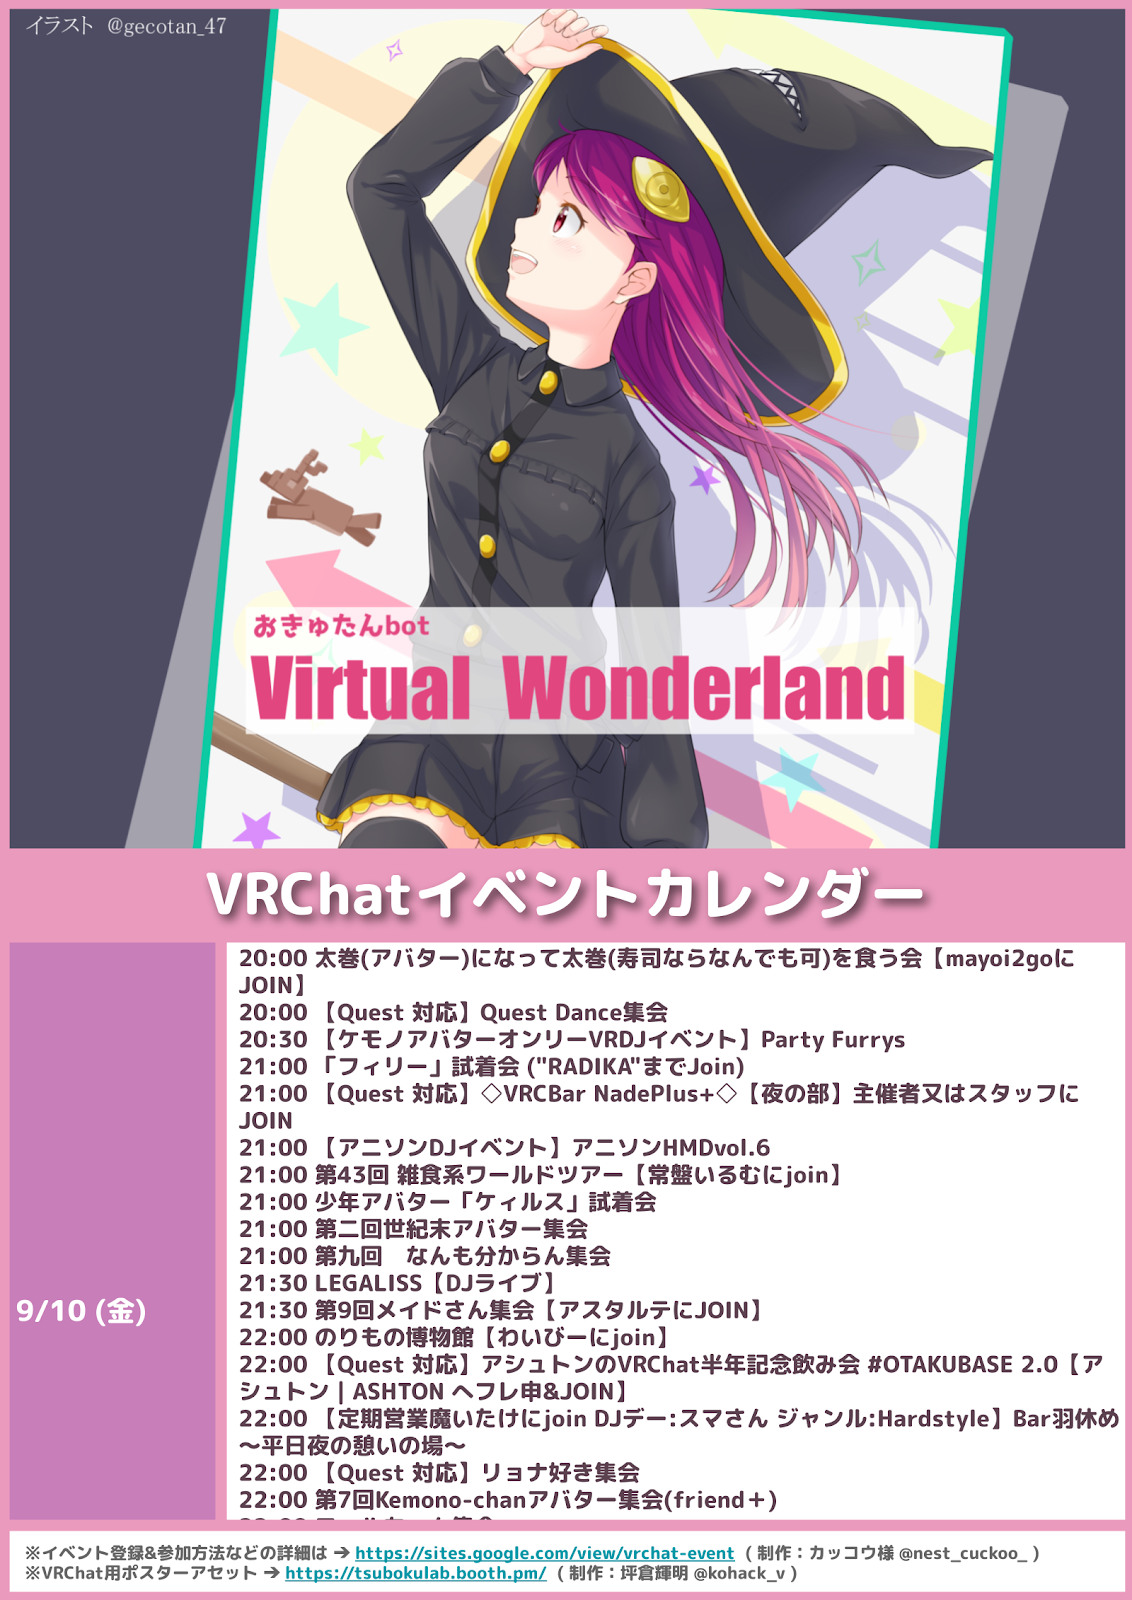 イラスト @gecotan_47
おきゅたんbot
Virtual Wonderland
VRChatイベントカレンダー
9/10 (金)
20:00 太巻(アバター)になって太巻(寿司ならなんでも可)を食う会【mayoi2goに
JOIN】
20:00 【Quest 対応】Quest Dance集会
20:30 【ケモノアバターオンリーVRDJイベント】Party Furrys
21:00 「フィリー」試着会 ("RADIKA"までJoin)
21:00 【Quest 対応】◇VRCBar NadePlus+◇【夜の部】主催者又はスタッフに
JOIN
21:00 【アニソンDJイベント】アニソンHMDvol.6
21:00 第43回 雑食系ワールドツアー【常盤いるむにjoin】
21:00 少年アバター「ケィルス」試着会
21:00 第二回世紀末アバター集会
21:00 第九回　なんも分からん集会
21:30 LEGALISS【DJライブ】
21:30 第9回メイドさん集会【アスタルテにJOIN】
22:00 のりもの博物館【わいびーにjoin】
22:00 【Quest 対応】アシュトンのVRChat半年記念飲み会 #OTAKUBASE 2.0【ア
シュトン | ASHTON へフレ申&JOIN】
22:00 【定期営業魔いたけにjoin DJデー:スマさん ジャンル:Hardstyle】Bar羽休め
～平日夜の憩いの場～
22:00 【Quest 対応】リョナ好き集会
22:00 第7回Kemono-chanアバター集会(friend＋)
※イベント登録&参加方法などの詳細は ➔ https://sites.google.com/view/vrchat-event ( 制作：カッコウ様 @nest_cuckoo_ )
※VRChat用ポスターアセット ➔ https://tsubokulab.booth.pm/ ( 制作：坪倉輝明 @kohack_v )